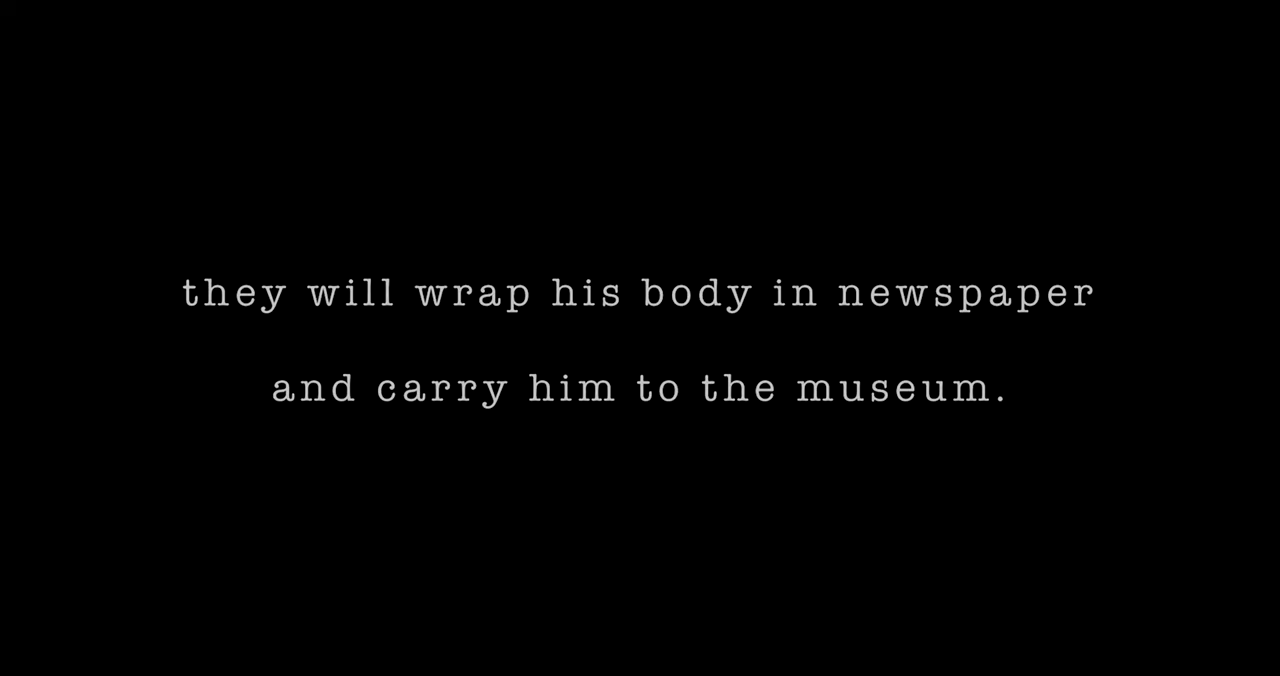 they will wrap his body in newspaper
and carry him to the museum.